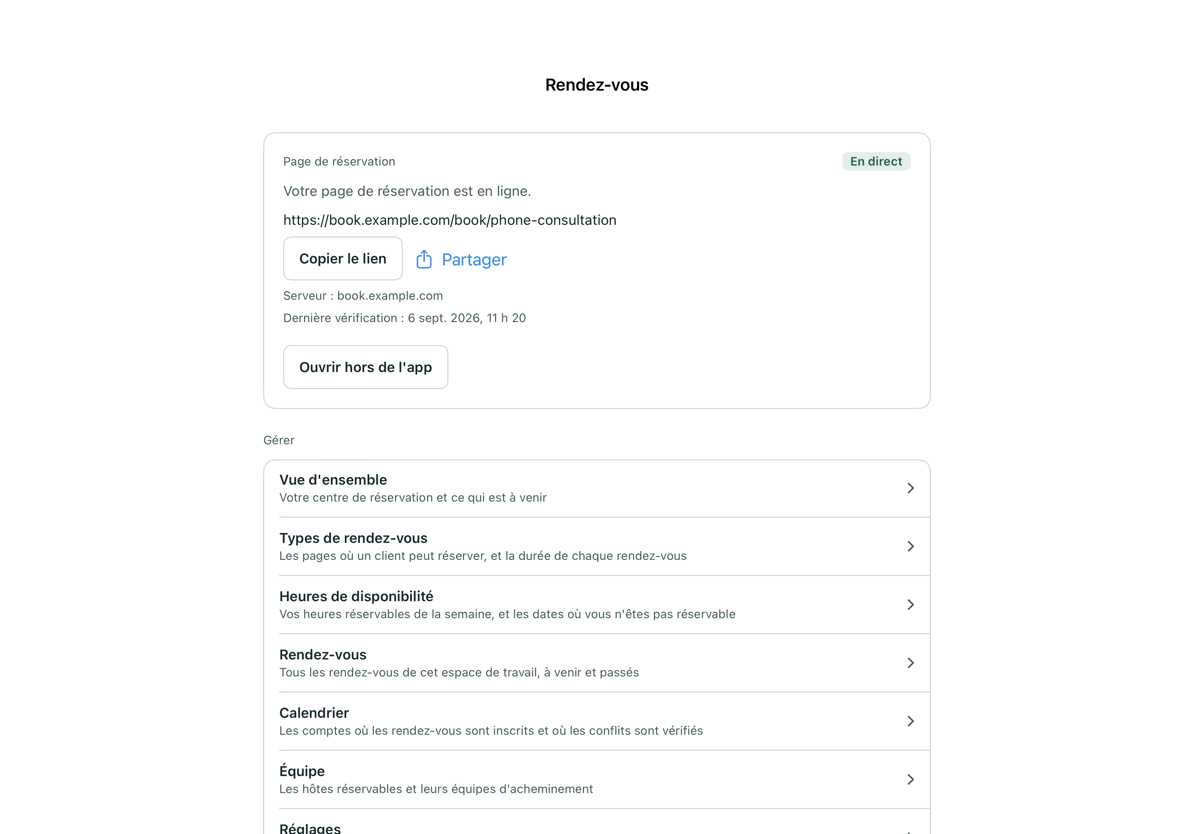 Rendez-vous
Page de réservation
En direct
Votre page de réservation est en ligne.
https://book.example.com/book/phone-consultation
Copier le lien
Partager
Serveur : book.example.com
Dernière vérification : 6 sept. 2026, 11 h 20
Ouvrir hors de l'app
Gérer
Vue d'ensemble
Votre centre de réservation et ce qui est à venir
Types de rendez-vous
Les pages où un client peut réserver, et la durée de chaque rendez-vous
Heures de disponibilité
Vos heures réservables de la semaine, et les dates où vous n'êtes pas réservable
Rendez-vous
Tous les rendez-vous de cet espace de travail, à venir et passés
Calendrier
Les comptes où les rendez-vous sont inscrits et où les conflits sont vérifiés
Équipe
Les hôtes réservables et leurs équipes d'acheminement
Réglages